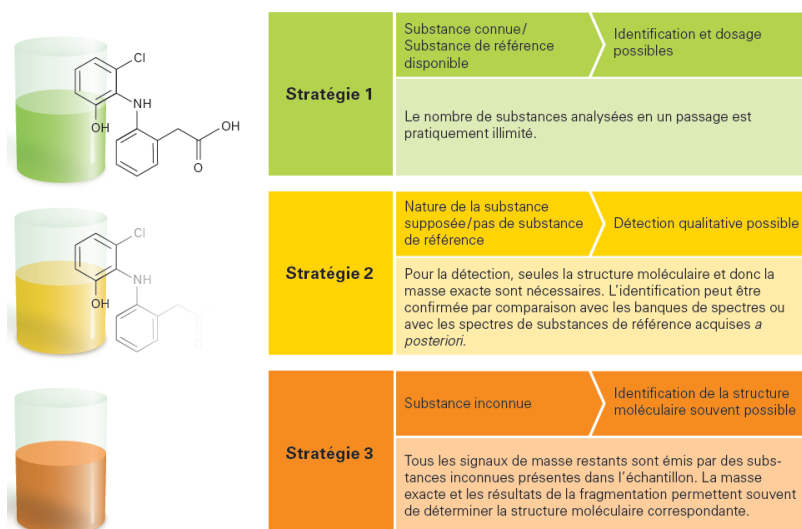 Cl
NH
OH
OH
O
Stratégie 1
Substance connue/
Substance de référence
disponible
Identification et dosage
possibles
Le nombre de substances analysées en un passage est
pratiquement illimité.
Cl
NH
OH
O
Stratégie 2
Nature de la substance
supposée/pas de substance
de référence
Détection qualitative possible
Pour la détection, seules la structure moléculaire et donc la
masse exacte sont nécessaires. L’identification peut être
confirmée par comparaison avec les banques de spectres ou
avec les spectres de substances de référence acquises a
posteriori.
Stratégie 3
Substance inconnue
Identification de la structure
moléculaire souvent possible
Tous les signaux de masse restants sont émis par des subs-
tances inconnues présentes dans l’échantillon. La masse
exacte et les résultats de la fragmentation permettent souvent
de déterminer la structure moléculaire correspondante.